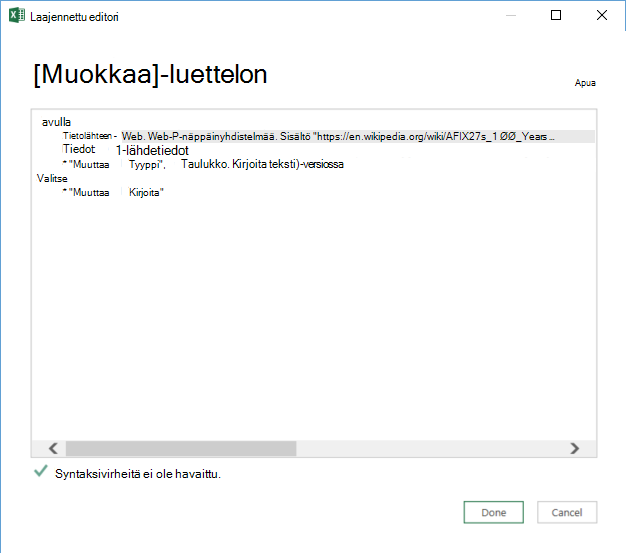 Laajennettu editori
[Muokkaa]-luettelon
Apua
avulla
Tietolähteen - Web. Web-P-näppäinyhdistelmää. Sisältö "https://en.wikipedia.org/wiki/AFIX27s_1 ØØ_Years ...
Tiedot 1-lähdetiedot
* "Muuttaa Tyyppi", Taulukko. Kirjoita teksti)-versiossa
Valitse
* "Muuttaa Kirjoita"
Syntaksivirheitä ei ole havaittu.
Done Cancel